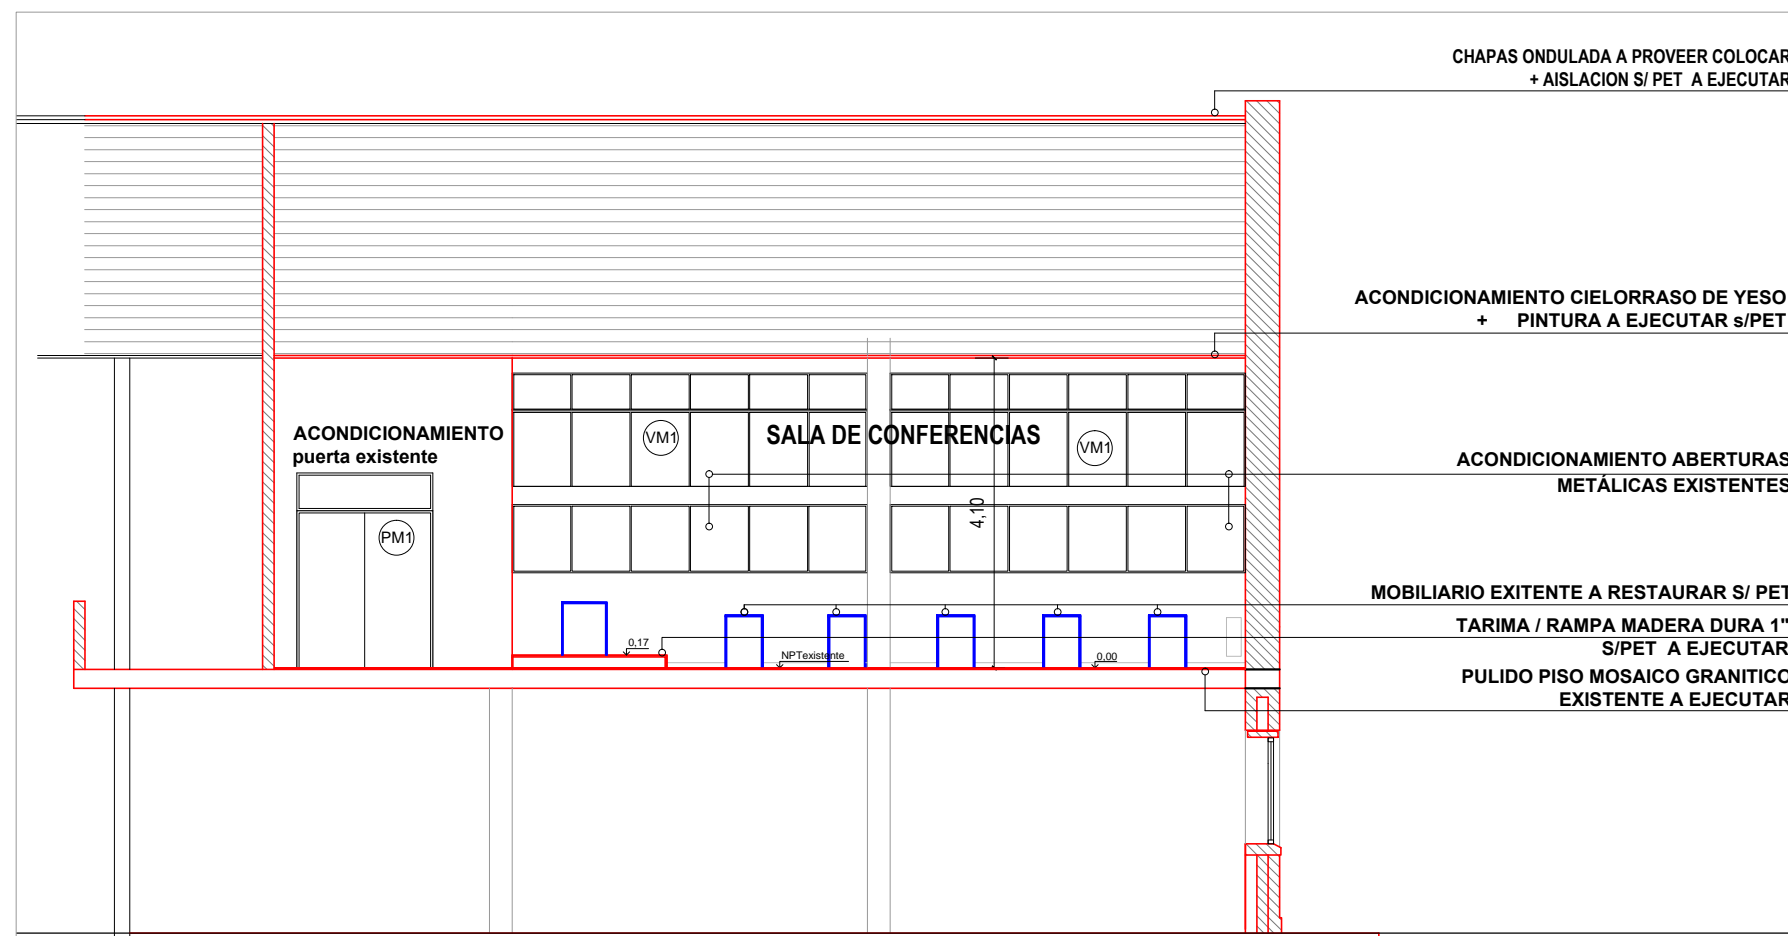 CHAPAS ONDULADA A PROVEER COLOCAR
+ AISLACION S/ PET A EJECUTAR
ACONDICIONAMIENTO CIELORRASO DE YESO
+ PINTURA A EJECUTAR s/PET
ACONDICIONAMIENTO
puerta existente
VM1
SALA DE CONFERENCIAS
VM1
ACONDICIONAMIENTO ABERTURAS
METÁLICAS EXISTENTES
4,10
PM1
MOBILIARIO EXITENTE A RESTAURAR S/ PET
TARIMA / RAMPA MADERA DURA 1"
S/PET A EJECUTAR
0,17
NPTexistente
0,00
PULIDO PISO MOSAICO GRANITICO
EXISTENTE A EJECUTAR